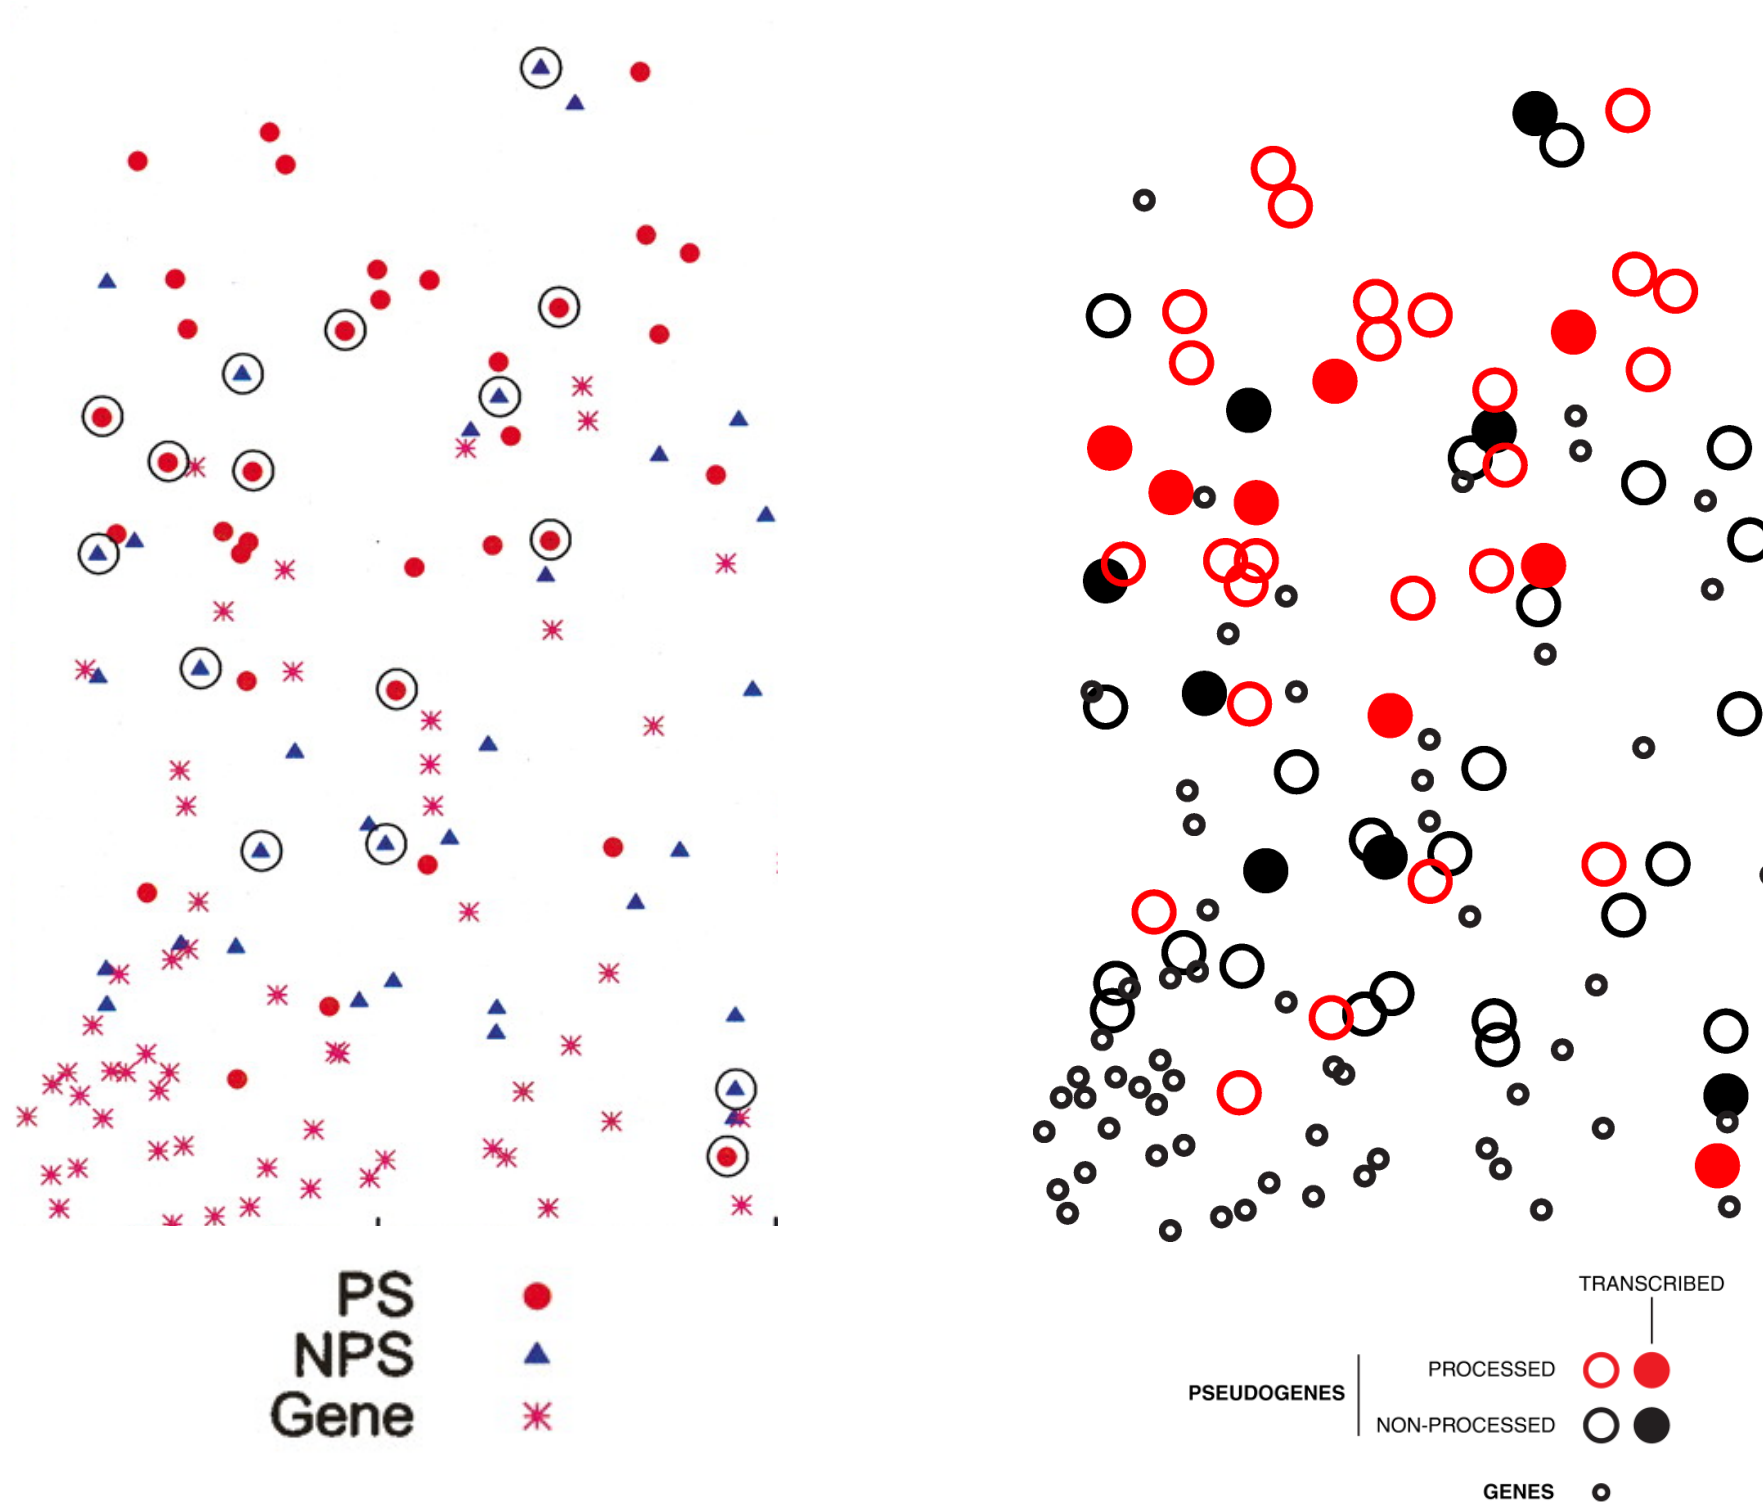 PS
NPS
Gene
TRANSCRIBED
PROCESSED
PSEUDOGENES
NON-PROCESSED
GENES